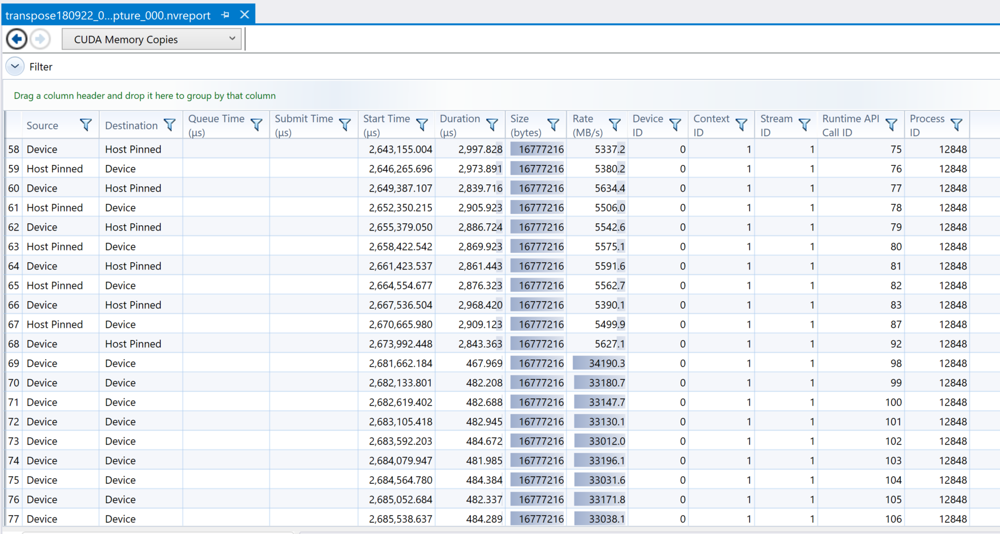 transpose180922_0...pture_000.nvreport
CUDA Memory Copies
Filter
Drag a column header and drop it here to group by that column
Source Destination Queue Time (µs) Submit Time (µs) Start Time (µs) Duration (µs) Size (bytes) Rate (MB/s) Device ID Context ID Stream ID Runtime API Call ID Process ID
58 Device Host Pinned 2,643,155.004 2,997.828 16777216 5337.2 0 1 1 75 12848
59 Host Pinned Device 2,646,265.696 2,973.891 16777216 5380.2 0 1 1 76 12848
60 Device Host Pinned 2,649,387.107 2,839.716 16777216 5634.4 0 1 1 77 12848
61 Host Pinned Device 2,652,350.215 2,905.923 16777216 5506.0 0 1 1 78 12848
62 Device Host Pinned 2,655,379.050 2,886.724 16777216 5542.6 0 1 1 79 12848
63 Host Pinned Device 2,658,422.542 2,869.923 16777216 5575.1 0 1 1 80 12848
64 Device Host Pinned 2,661,423.537 2,861.443 16777216 5591.6 0 1 1 81 12848
65 Host Pinned Device 2,664,554.677 2,876.323 16777216 5562.7 0 1 1 82 12848
66 Device Host Pinned 2,667,536.504 2,968.420 16777216 5390.1 0 1 1 83 12848
67 Host Pinned Device 2,670,665.980 2,909.123 16777216 5499.9 0 1 1 87 12848
68 Device Host Pinned 2,673,992.448 2,843.363 16777216 5627.1 0 1 1 92 12848
69 Device Device 2,681,662.184 467.969 16777216 34190.3 0 1 1 98 12848
70 Device Device 2,682,133.801 482.208 16777216 33180.7 0 1 1 99 12848
71 Device Device 2,682,619.402 482.688 16777216 33147.7 0 1 1 100 12848
72 Device Device 2,683,105.418 482.945 16777216 33130.1 0 1 1 101 12848
73 Device Device 2,683,592.203 484.672 16777216 33012.0 0 1 1 102 12848
74 Device Device 2,684,079.947 481.985 16777216 33196.1 0 1 1 103 12848
75 Device Device 2,684,564.780 484.384 16777216 33031.6 0 1 1 104 12848
76 Device Device 2,685,052.684 482.337 16777216 33171.8 0 1 1 105 12848
77 Device Device 2,685,538.637 484.289 16777216 33038.1 0 1 1 106 12848